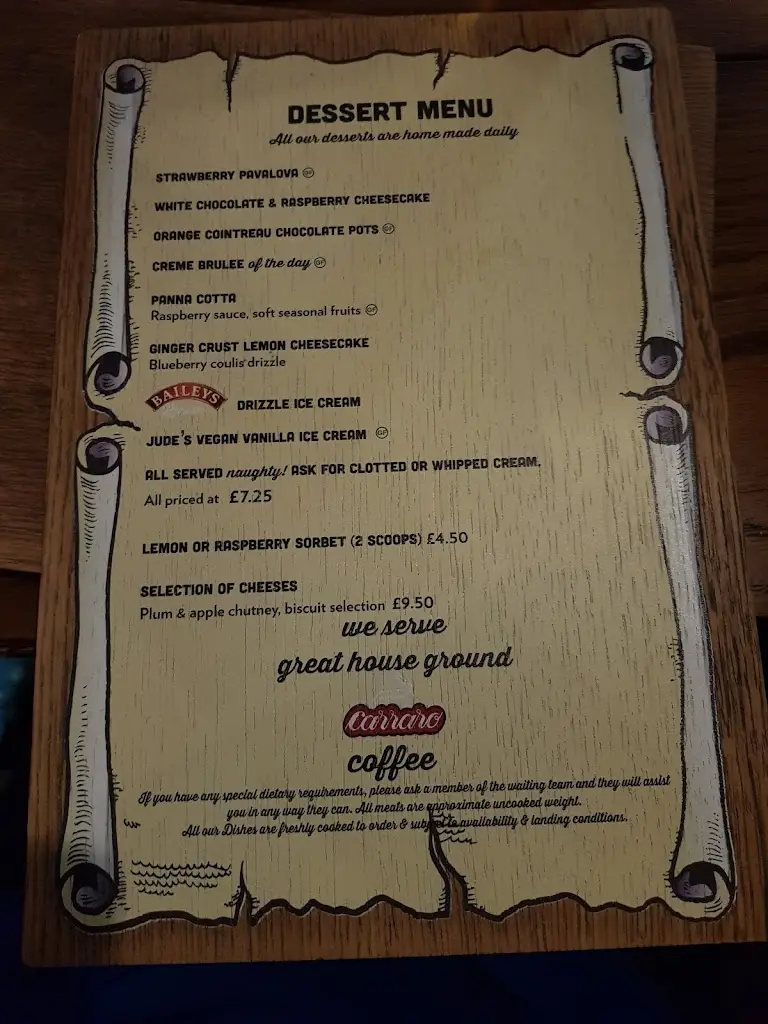 DESSERT MENU
All our desserts are home made daily
STRAWBERRY PAVALOVA GF
WHITE CHOCOLATE & RASPBERRY CHEESECAKE
ORANGE COINTREAU CHOCOLATE POTS GF
CREME BRULEE of the day GF
PANNA COTTA
Raspberry sauce, soft seasonal fruits GF
GINGER CRUST LEMON CHEESECAKE
Blueberry coulis drizzle
BAILEYS DRIZZLE ICE CREAM
JUDE'S VEGAN VANILLA ICE CREAM GF
ALL SERVED naughty! ASK FOR CLOTTED OR WHIPPED CREAM.
All priced at £7.25
LEMON OR RASPBERRY SORBET (2 SCOOPS) £4.50
SELECTION OF CHEESES
Plum & apple chutney, biscuit selection £9.50
we serve
great house ground
Carraro
coffee
If you have any special dietary requirements, please ask a member of the waiting team and they will assist
you in any way they can. All meats are approximate uncooked weight.
All our Dishes are freshly cooked to order & subject to availability & landing conditions.